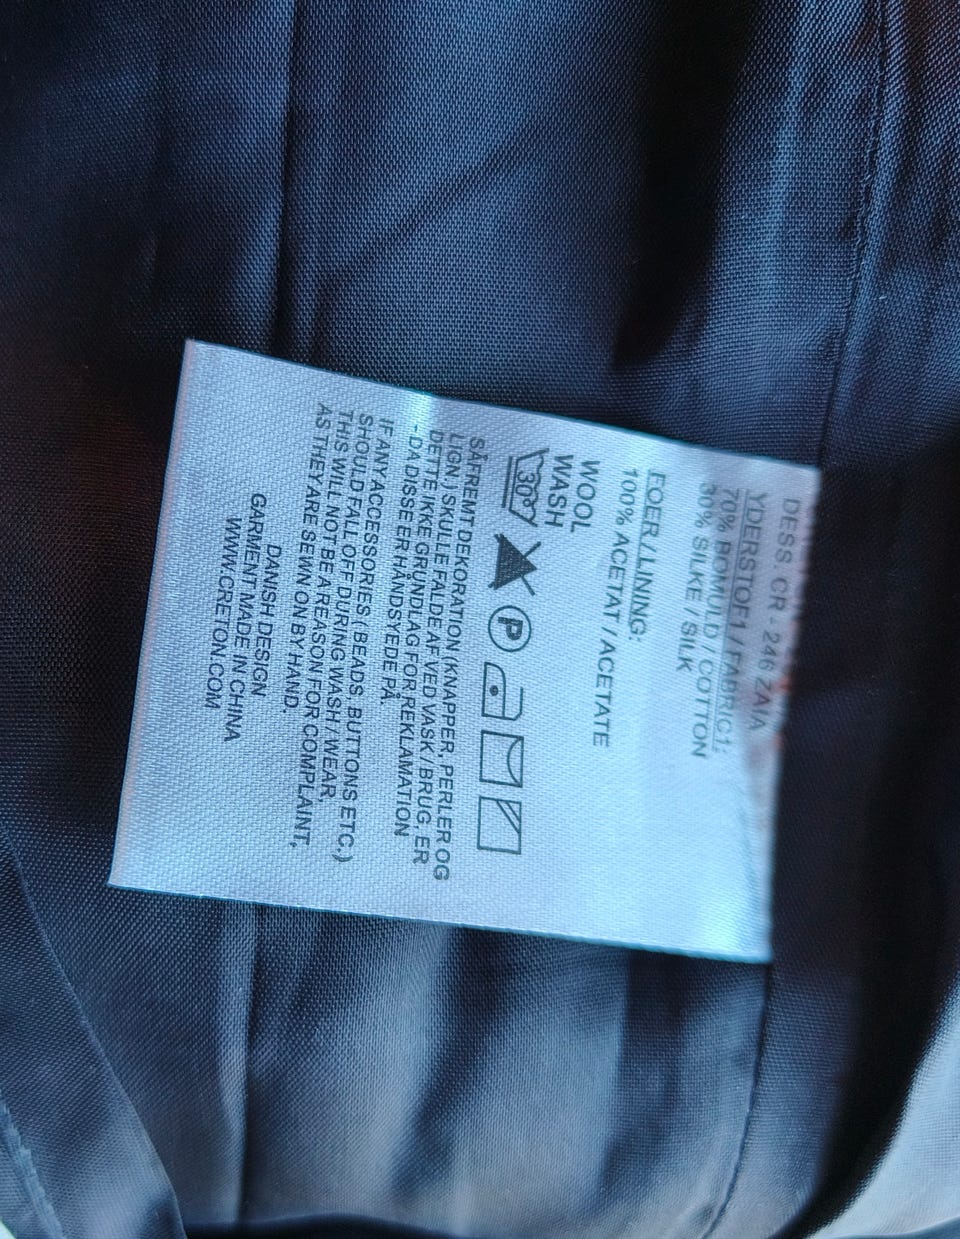 DESS. CR - 246 ZAIA
YDERSTOF1 / FABRIC1:
70% BOMULD / COTTON
30% SILKE / SILK
FOER / LINING:
100% ACETAT / ACETATE
WOOL
WASH
30° P
SÅFREMT DEKORATION (KNAPPER, PERLER OG
LIGN.) SKULLE FALDE AF VED VASK / BRUG, ER
DETTE IKKE GRUNDLAG FOR REKLAMATION
- DA DISSE ER HÅNDSYEDE PÅ.
IF ANY ACCESSORIES ( BEADS, BUTTONS ETC.)
SHOULD FALL OFF DURING WASH / WEAR,
THIS WILL NOT BE A REASON FOR COMPLAINT,
AS THEY ARE SEWN ON BY HAND.
DANISH DESIGN
GARMENT MADE IN CHINA
WWW.CRETON.COM